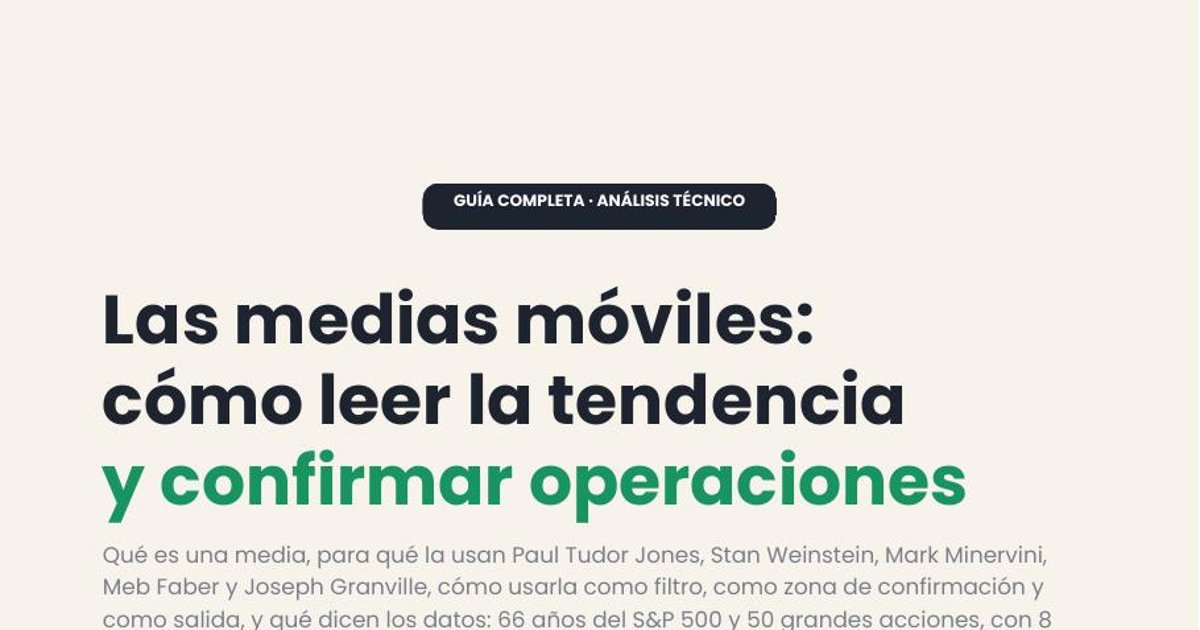 GUÍA COMPLETA · ANÁLISIS TÉCNICO
Las medias móviles:
cómo leer la tendencia
y confirmar operaciones
Qué es una media, para qué la usan Paul Tudor Jones, Stan Weinstein, Mark Minervini,
Meb Faber y Joseph Granville, cómo usarla como filtro, como zona de confirmación y
como salida, y qué dicen los datos: 66 años del S&P 500 y 50 grandes acciones, con 8